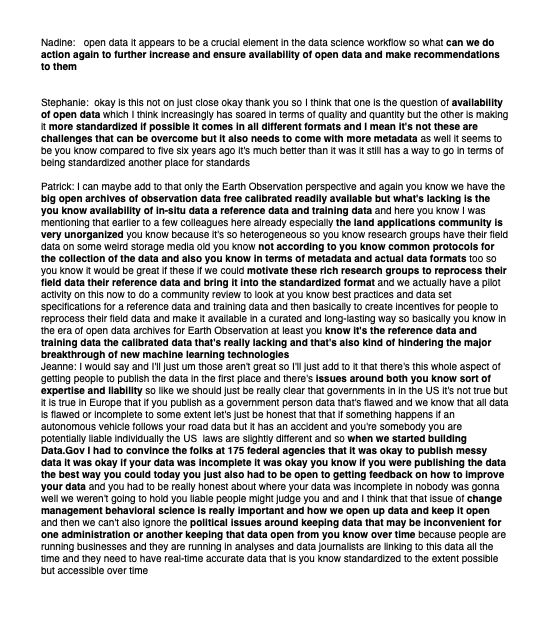 Nadine:   open data it appears to be a crucial element in the data science workflow so what can we do
action again to further increase and ensure availability of open data and make recommendations
to them
Stephanie:  okay is this not on just close okay thank you so I think that one is the question of availability
of open data which I think increasingly has soared in terms of quality and quantity but the other is making
it more standardized if possible it comes in all different formats and I mean it's not these are
challenges that can be overcome but it also needs to come with more metadata as well it seems to
be you know compared to five six years ago it's much better than it was it still has a way to go in terms of
being standardized another place for standards
Patrick: I can maybe add to that only the Earth Observation perspective and again you know we have the
big open archives of observation data free calibrated readily available but what's lacking is the
you know availability of in-situ data a reference data and training data and here you know I was
mentioning that earlier to a few colleagues here already especially the land applications community is
very unorganized you know because it's so heterogeneous so you know research groups have their field
data on some weird storage media old you know not according to you know common protocols for
the collection of the data and also you know in terms of metadata and actual data formats too so
you know it would be great if these if we could motivate these rich research groups to reprocess their
field data their reference data and bring it into the standardized format and we actually have a pilot
activity on this now to do a community review to look at you know best practices and data set
specifications for a reference data and training data and then basically to create incentives for people to
reprocess their field data and make it available in a curated and long-lasting way so basically you know in
the era of open data archives for Earth Observation at least you know it's the reference data and
training data the calibrated data that's really lacking and that's also kind of hindering the major
breakthrough of new machine learning technologies
Jeanne: I would say and I'll just um those aren't great so I'll just add to it that there's this whole aspect of
getting people to publish the data in the first place and there's issues around both you know sort of
expertise and liability so like we should just be really clear that governments in in the US it's not true but
it is true in Europe that if you publish as a government person data that's flawed and we know that all data
is flawed or incomplete to some extent let's just be honest that that if something happens if an
autonomous vehicle follows your road data but it has an accident and you're somebody you are
potentially liable individually the US  laws are slightly different and so when we started building
Data.Gov I had to convince the folks at 175 federal agencies that it was okay to publish messy
data it was okay if your data was incomplete it was okay you know if you were publishing the data
the best way you could today you just also had to be open to getting feedback on how to improve
your data and you had to be really honest about where your data was incomplete in nobody was gonna
well we weren't going to hold you liable people might judge you and and I think that that issue of change
management behavioral science is really important and how we open up data and keep it open
and then we can't also ignore the political issues around keeping data that may be inconvenient for
one administration or another keeping that data open from you know over time because people are
running businesses and they are running in analyses and data journalists are linking to this data all the
time and they need to have real-time accurate data that is you know standardized to the extent possible
but accessible over time